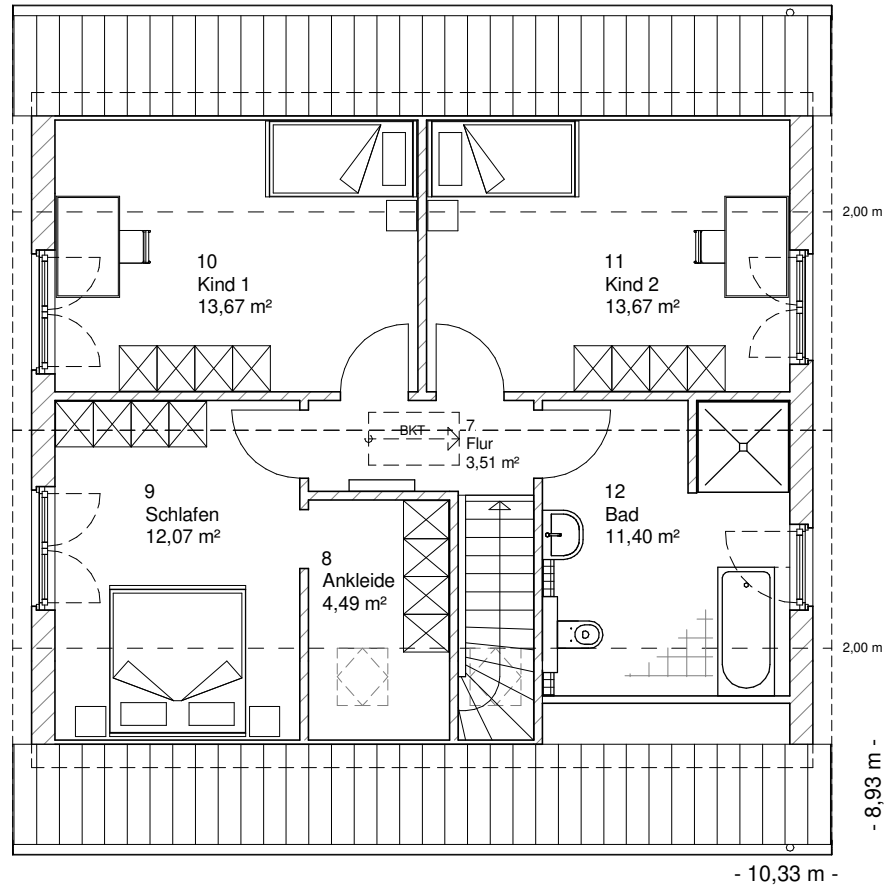 2,00 m
10
Kind 1
13,67 m²
11
Kind 2
13,67 m²
BKT
7
Flur
3,51 m²
9
Schlafen
12,07 m²
8
Ankleide
4,49 m²
12
Bad
11,40 m²
2,00 m
- 8,93 m -
- 10,33 m -